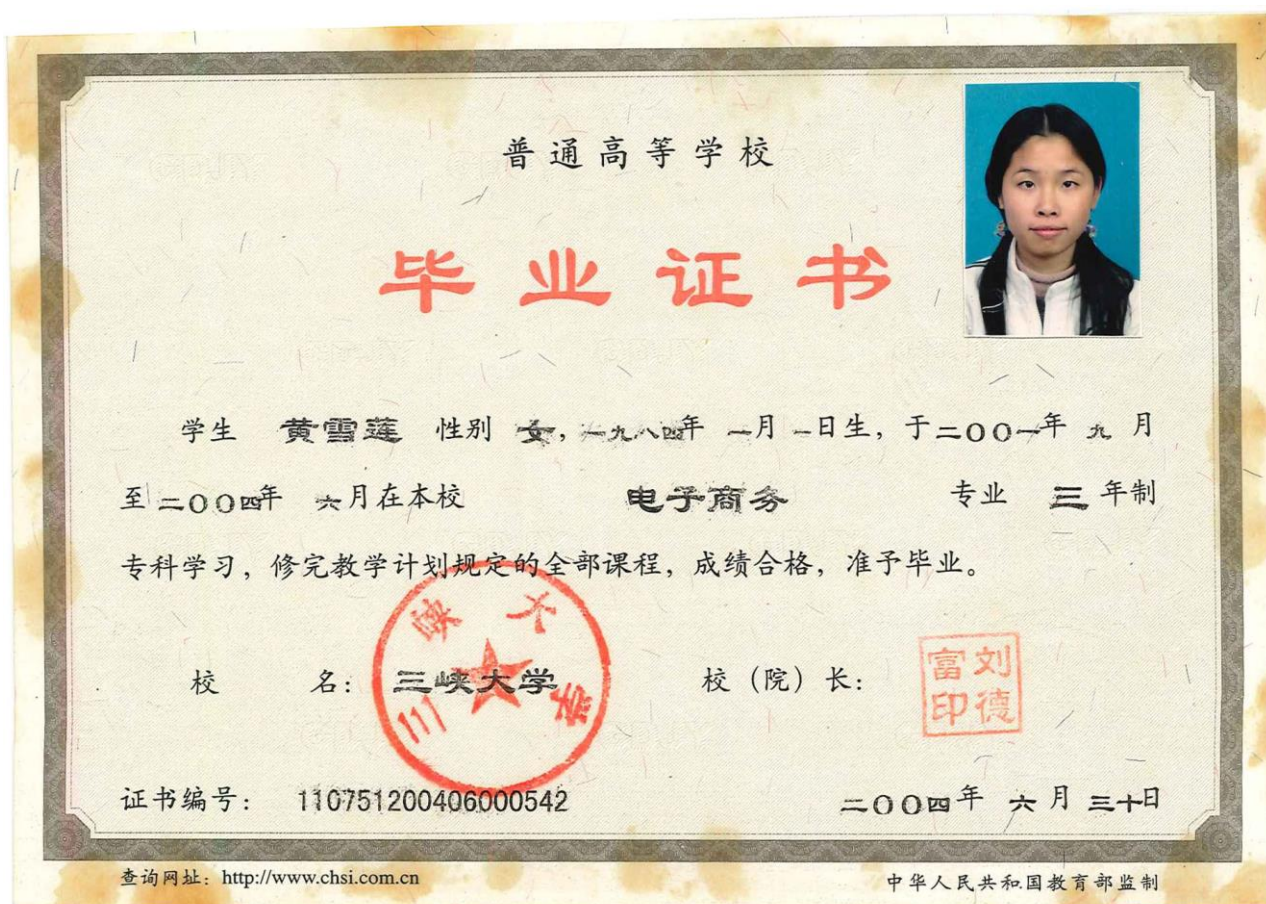 普通高等学校
毕业证书
学生 黄雪莲 性别 女，一九八四年 一月 一日生，于二〇〇一年 九 月
至二〇〇四年 六月在本校 电子商务 专业 三 年制
专科学习，修完教学计划规定的全部课程，成绩合格，准予毕业。
三峡大学
校 名：三峡大学 校（院）长：
刘德富印
证书编号：110751200406000542 二〇〇四年 六 月 三十日
查询网址：http://www.chsi.com.cn 中华人民共和国教育部监制